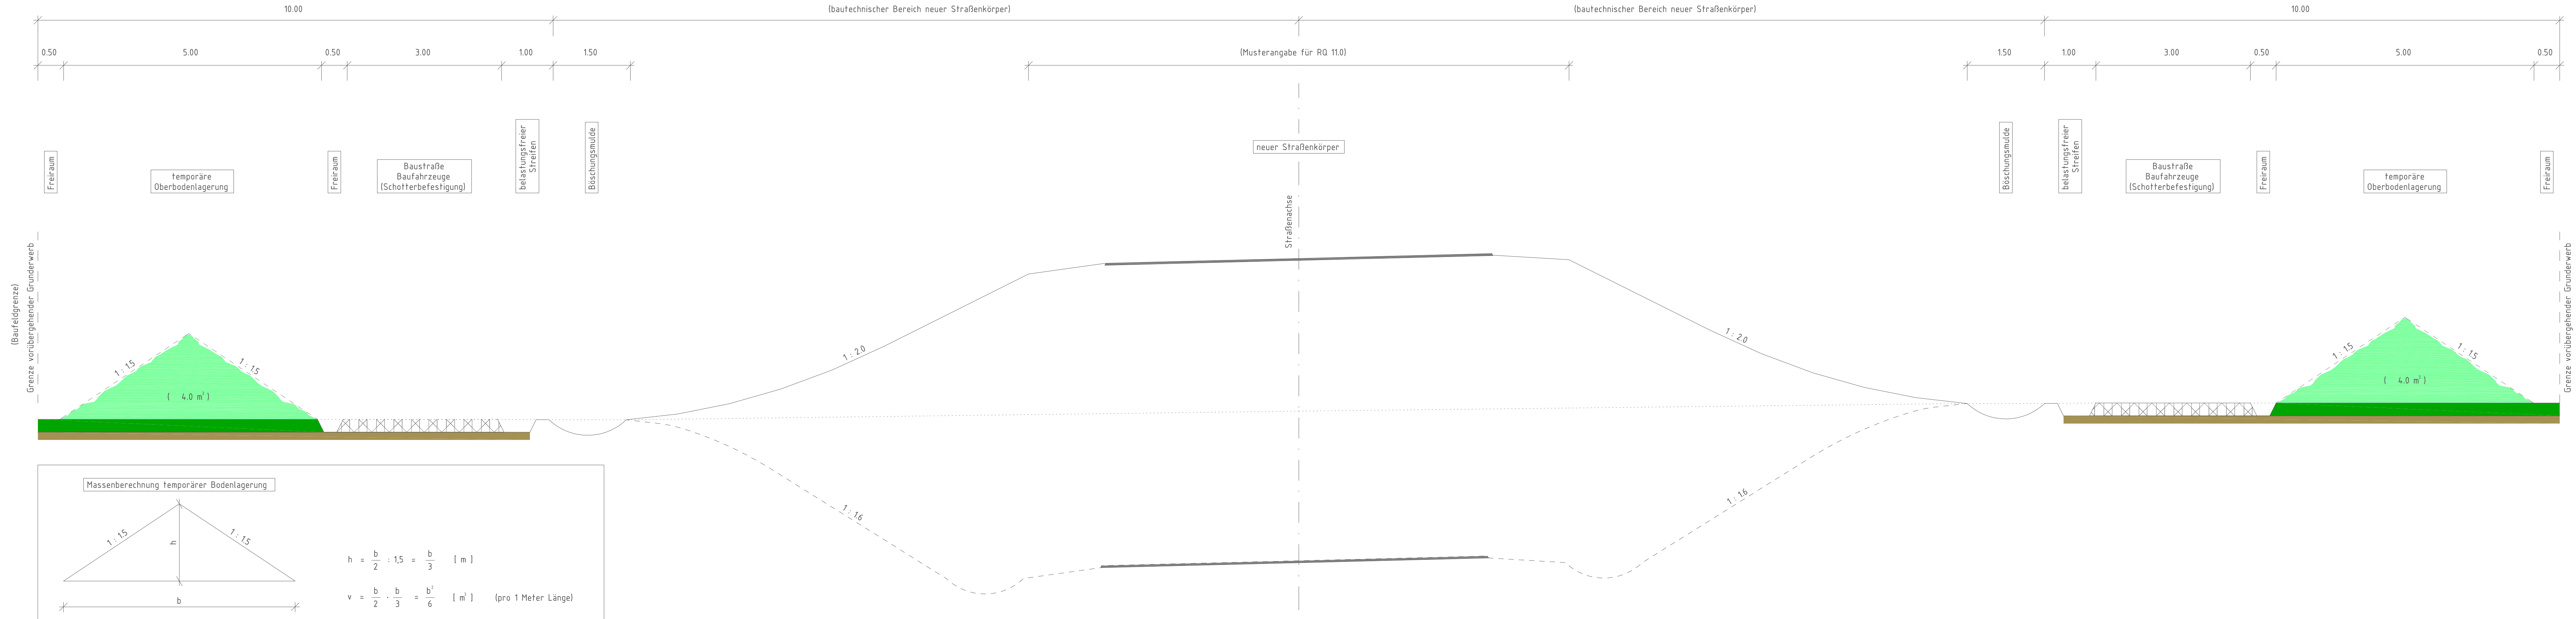 10.00
(bautechnischer Bereich neuer Straßenkörper)
(bautechnischer Bereich neuer Straßenkörper)
10.00
0.50
5.00
0.50
3.00
1.00
1.50
(Musterangabe für RQ 11.0)
1.50
1.00
3.00
0.50
5.00
0.50
Freiraum
temporäre
Oberbodenlagerung
Freiraum
Baustraße
Baufahrzeuge
(Schotterbefestigung)
belastungsfreier
Streifen
Böschungsmulde
neuer Straßenkörper
Straßenachse
Böschungsmulde
belastungsfreier
Streifen
Baustraße
Baufahrzeuge
(Schotterbefestigung)
Freiraum
temporäre
Oberbodenlagerung
Freiraum
(Baufeldgrenze)
Grenze vorübergehender Grunderwerb
1 : 1.5
1 : 1.5
( 4.0 m³ )
1 : 2.0
1 : 2.0
1 : 1.5
1 : 1.5
( 4.0 m³ )
Grenze vorübergehender Grunderwerb
1 : 1.6
1 : 1.6
Massenberechnung temporärer Bodenlagerung
1 : 1.5
1 : 1.5
h
b
h = b/2 : 1,5 = b/3 [ m ]
v = b/2 · b/3 = b²/6 [ m³ ] (pro 1 Meter Länge)